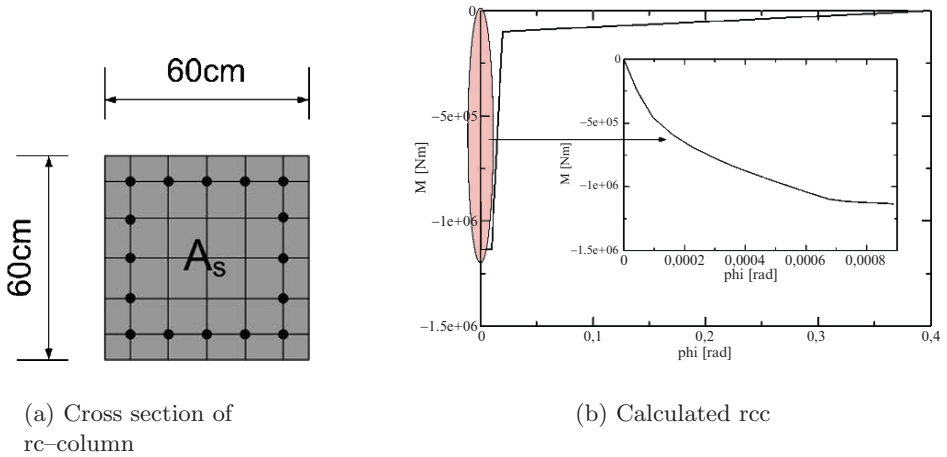 60cm
60cm
As
0
−5e+05
−1e+06
−1.5e+06
M [Nm]
0
0,1
0,2
0,3
0,4
phi [rad]
0
−5e+05
−1e+06
−1.5e+06
M [Nm]
0
0,0002
0,0004
0,0006
0,0008
phi [rad]
(a) Cross section of
rc–column
(b) Calculated rcc